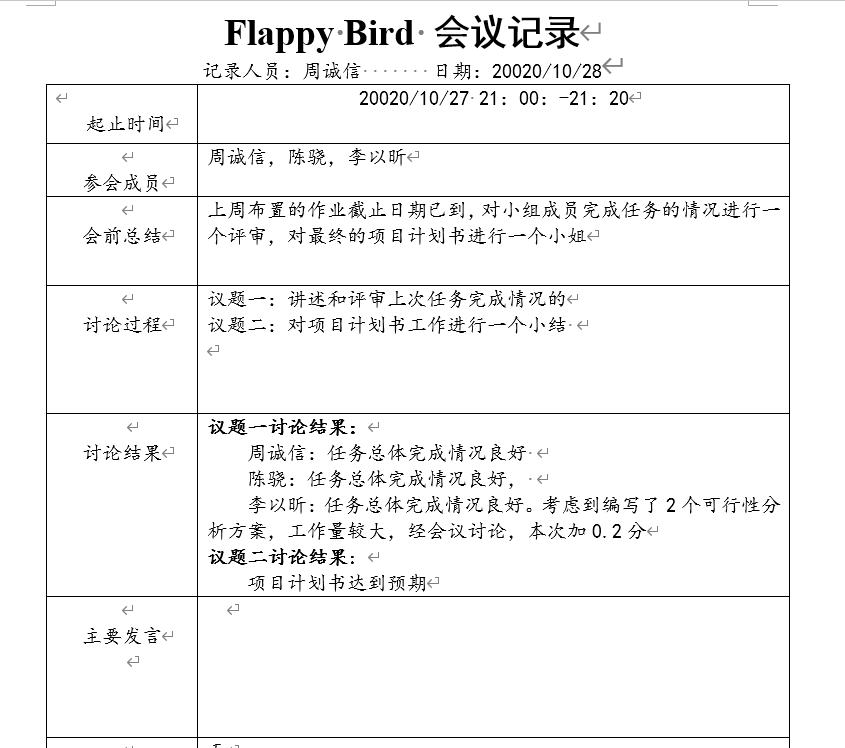 Flappy Bird 会议记录
记录人员：周诚信 日期：20020/10/28
20020/10/27 21：00：-21：20
起止时间
周诚信，陈骁，李以昕
参会成员
上周布置的作业截止日期已到，对小组成员完成任务的情况进行一
个评审，对最终的项目计划书进行一个小姐
会前总结
议题一：讲述和评审上次任务完成情况的
议题二：对项目计划书工作进行一个小结
讨论过程
讨论结果
议题一讨论结果：
周诚信：任务总体完成情况良好
陈骁：任务总体完成情况良好，
李以昕：任务总体完成情况良好。考虑到编写了2个可行性分
析方案，工作量较大，经会议讨论，本次加0.2分
议题二讨论结果：
项目计划书达到预期
主要发言